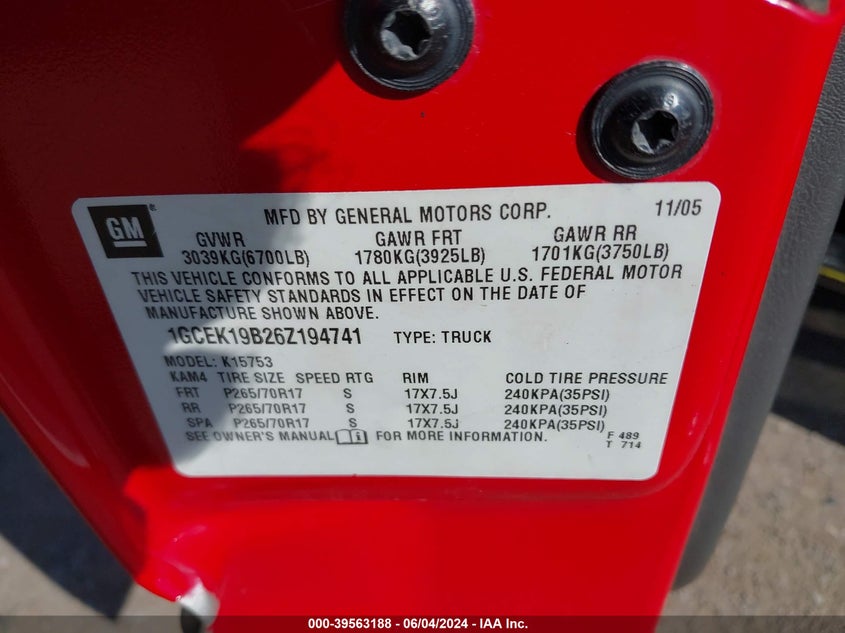 GM ® MFD BY GENERAL MOTORS CORP. 11/05
GVWR GAWR FRT GAWR RR
3039KG(6700LB) 1780KG(3925LB) 1701KG(3750LB)
THIS VEHICLE CONFORMS TO ALL APPLICABLE U.S. FEDERAL MOTOR
VEHICLE SAFETY STANDARDS IN EFFECT ON THE DATE OF
MANUFACTURE SHOWN ABOVE.
1GCEK19B26Z194741 TYPE: TRUCK
MODEL: K15753
KAM4 TIRE SIZE SPEED RTG RIM COLD TIRE PRESSURE
FRT P265/70R17 S 17X7.5J 240KPA(35PSI)
RR P265/70R17 S 17X7.5J 240KPA(35PSI)
SPA P265/70R17 S 17X7.5J 240KPA(35PSI)
SEE OWNER'S MANUAL i FOR MORE INFORMATION. F 489
T 714
000-39563188 - 06/04/2024 - IAA Inc.